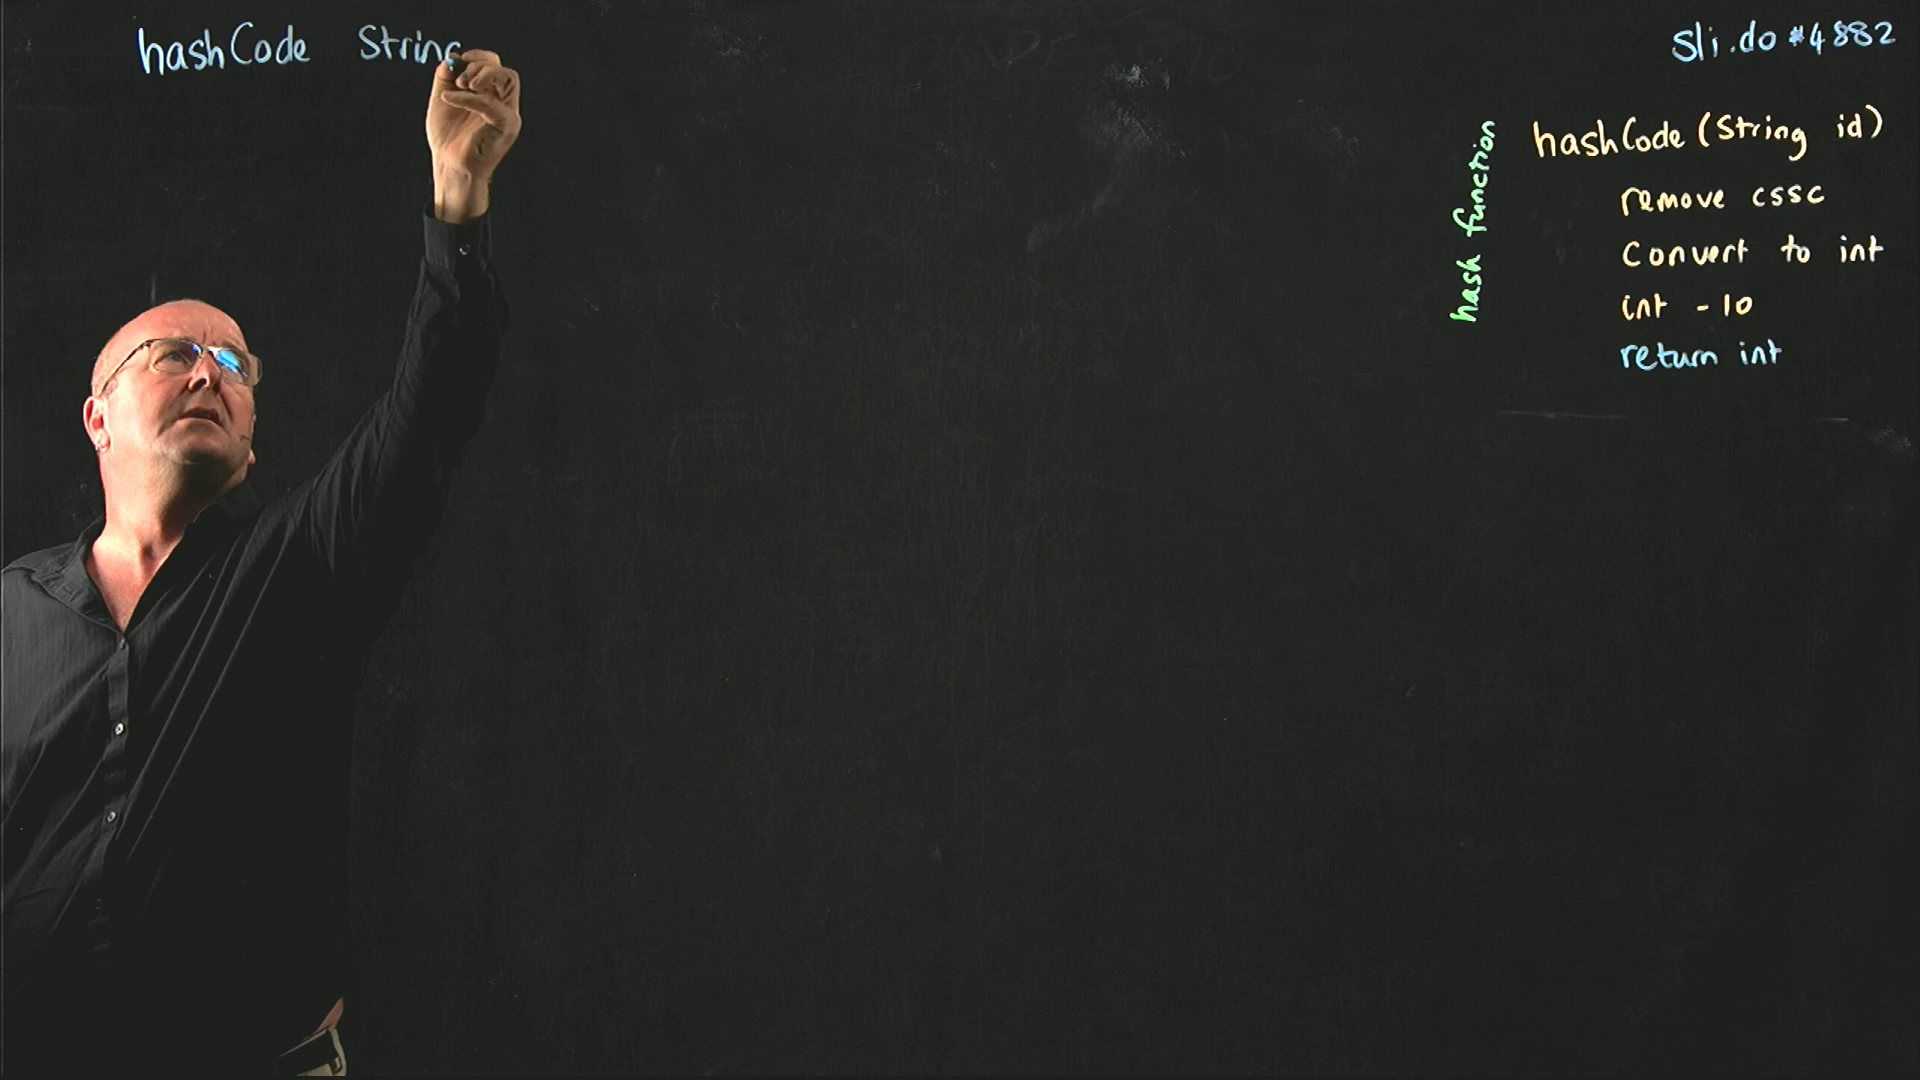 hashCode String
sli.do #4882
hash function
hashCode (String id)
remove cssc
Convert to int
int - 10
return int